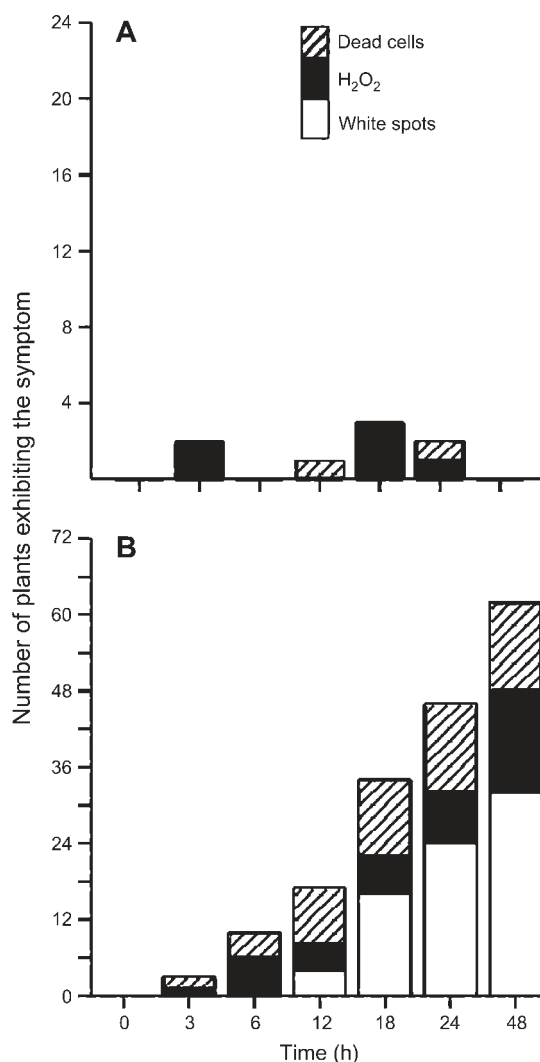 A
Dead cells
H₂O₂
White spots
24
20
16
12
8
4
Number of plants exhibiting the symptom
B
72
60
48
36
24
12
0
0 3 6 12 18 24 48
Time (h)